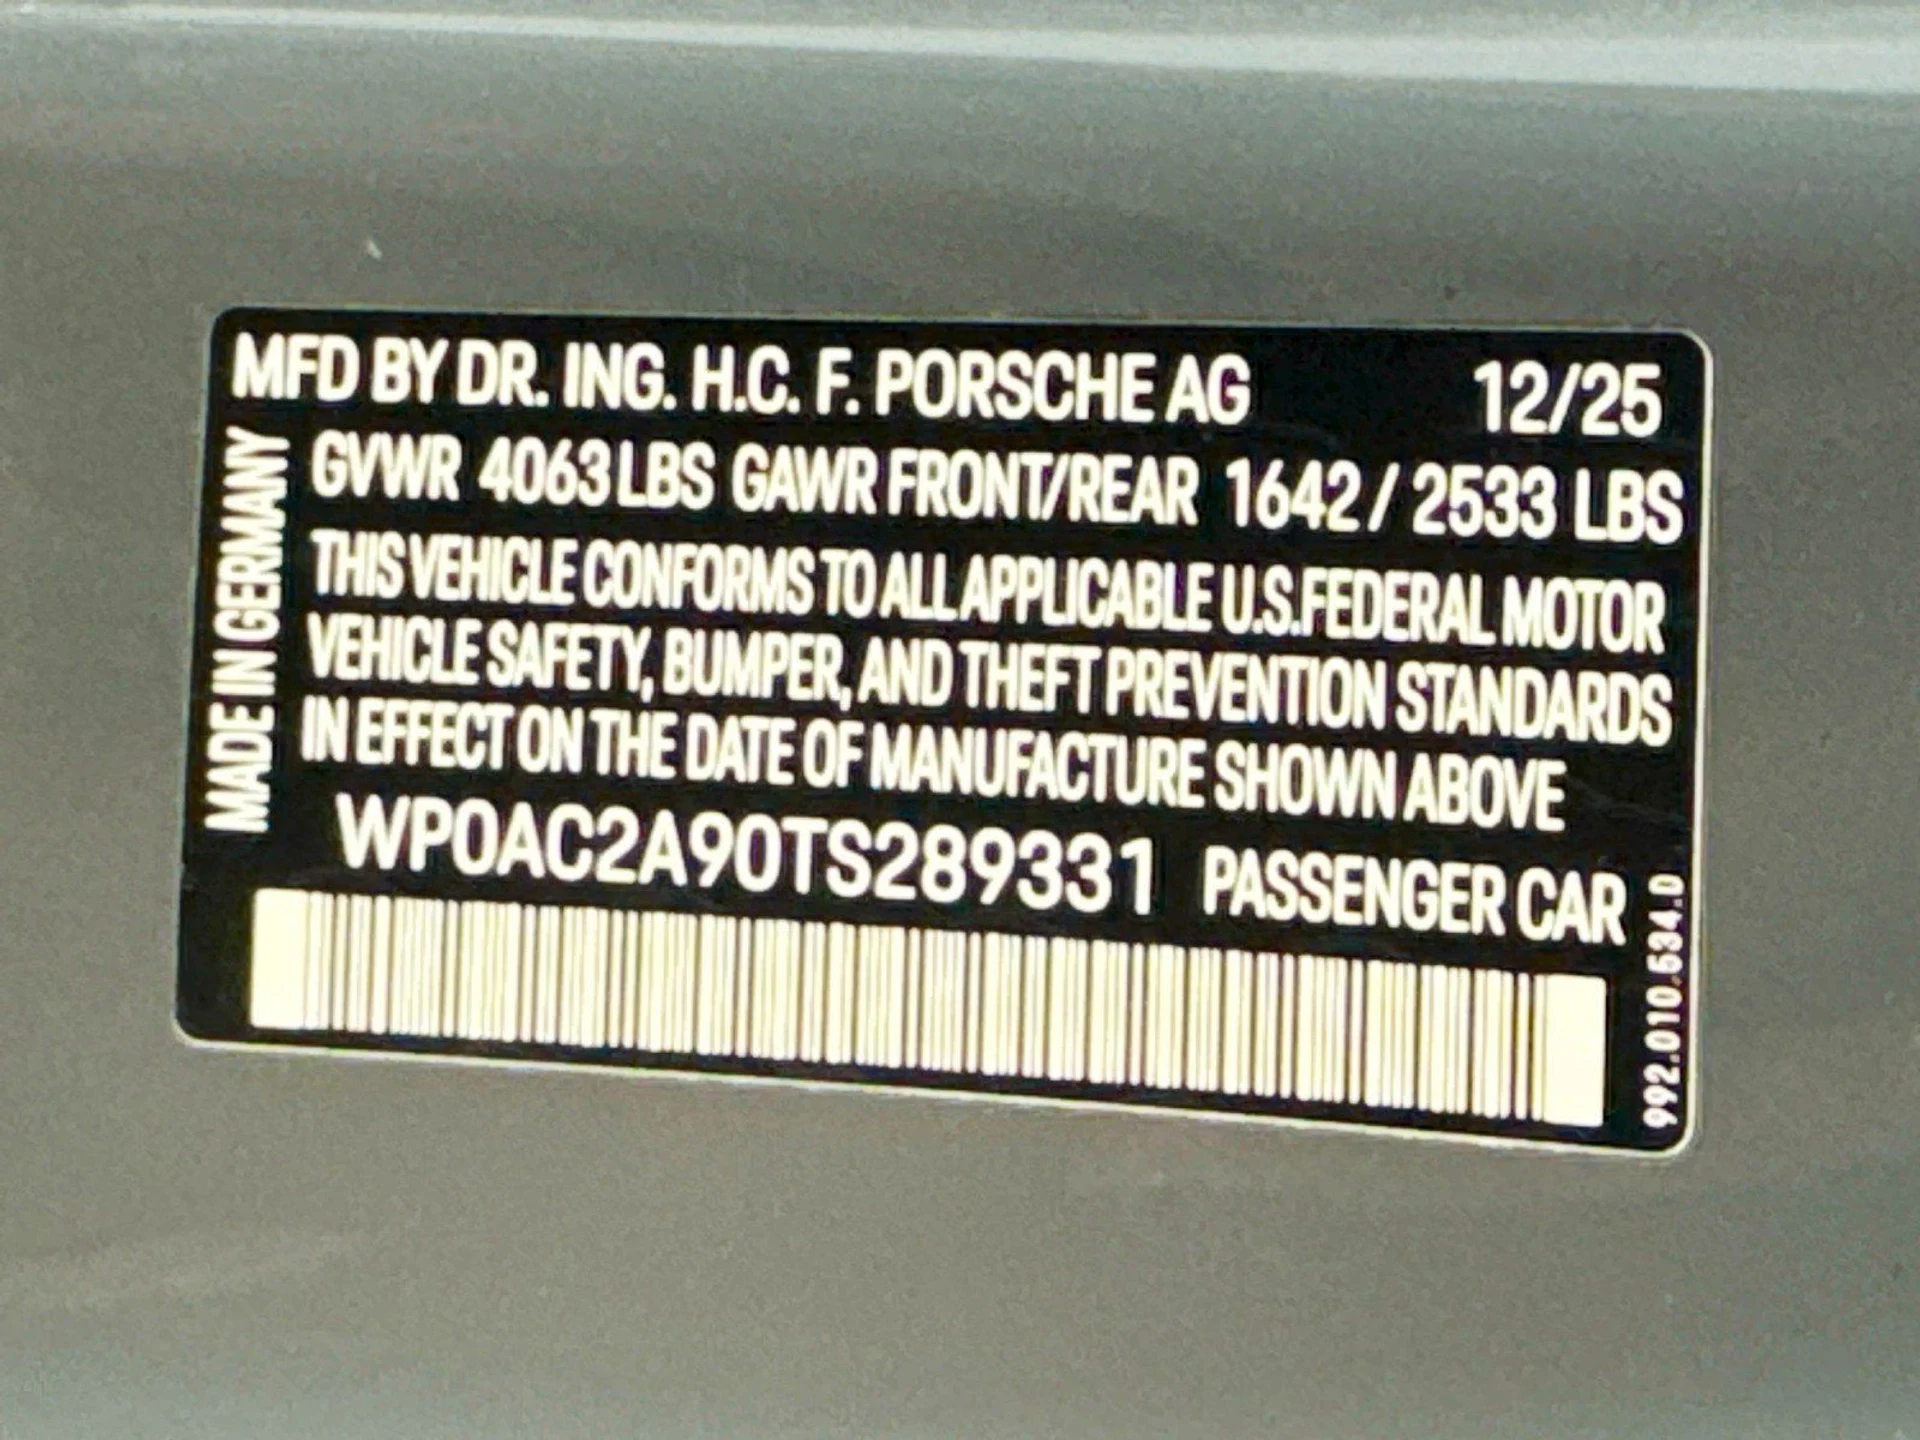 MFD BY DR. ING. H.C. F. PORSCHE AG 12/25
GVWR 4063 LBS GAWR FRONT/REAR 1642 / 2533 LBS
THIS VEHICLE CONFORMS TO ALL APPLICABLE U.S.FEDERAL MOTOR
VEHICLE SAFETY, BUMPER, AND THEFT PREVENTION STANDARDS
IN EFFECT ON THE DATE OF MANUFACTURE SHOWN ABOVE
WP0AC2A90TS289331 PASSENGER CAR
MADE IN GERMANY
992.010.534.D